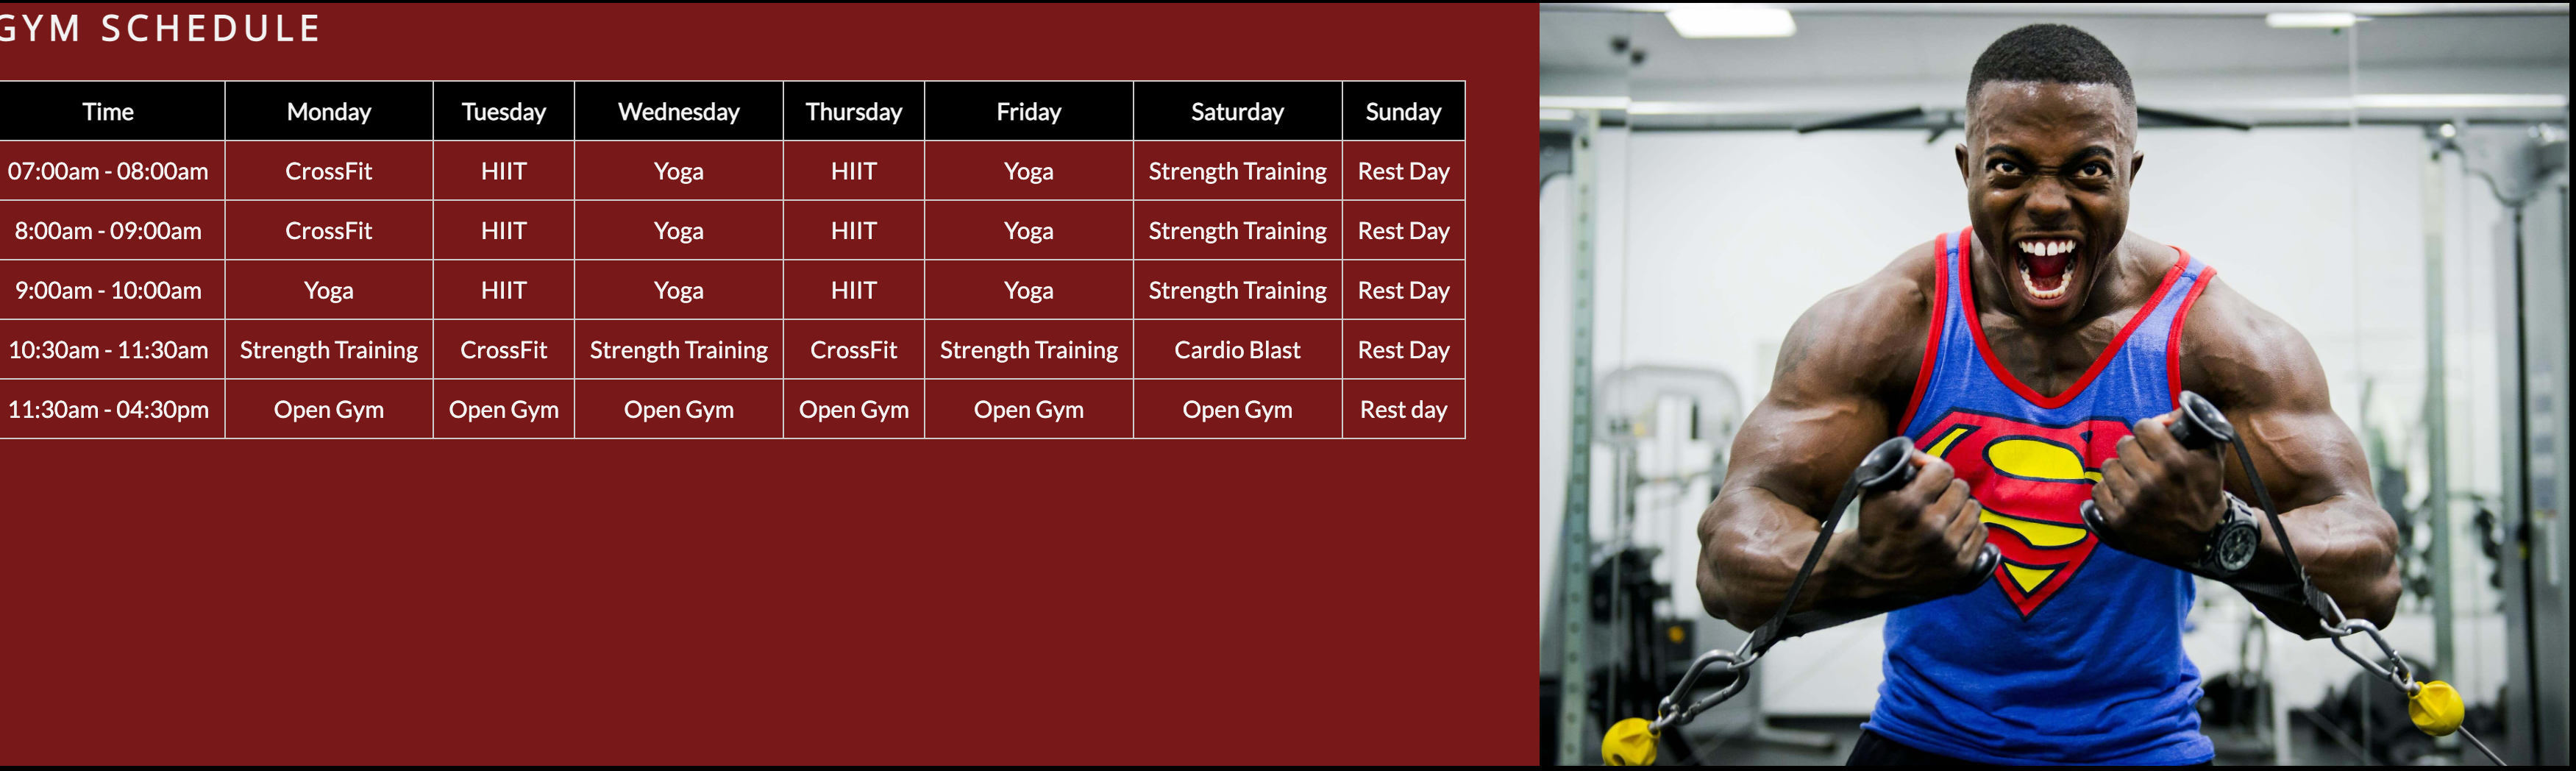 GYM SCHEDULE
Time Monday Tuesday Wednesday Thursday Friday Saturday Sunday
07:00am - 08:00am CrossFit HIIT Yoga HIIT Yoga Strength Training Rest Day
8:00am - 09:00am CrossFit HIIT Yoga HIIT Yoga Strength Training Rest Day
9:00am - 10:00am Yoga HIIT Yoga HIIT Yoga Strength Training Rest Day
10:30am - 11:30am Strength Training CrossFit Strength Training CrossFit Strength Training Cardio Blast Rest Day
11:30am - 04:30pm Open Gym Open Gym Open Gym Open Gym Open Gym Open Gym Rest day
S